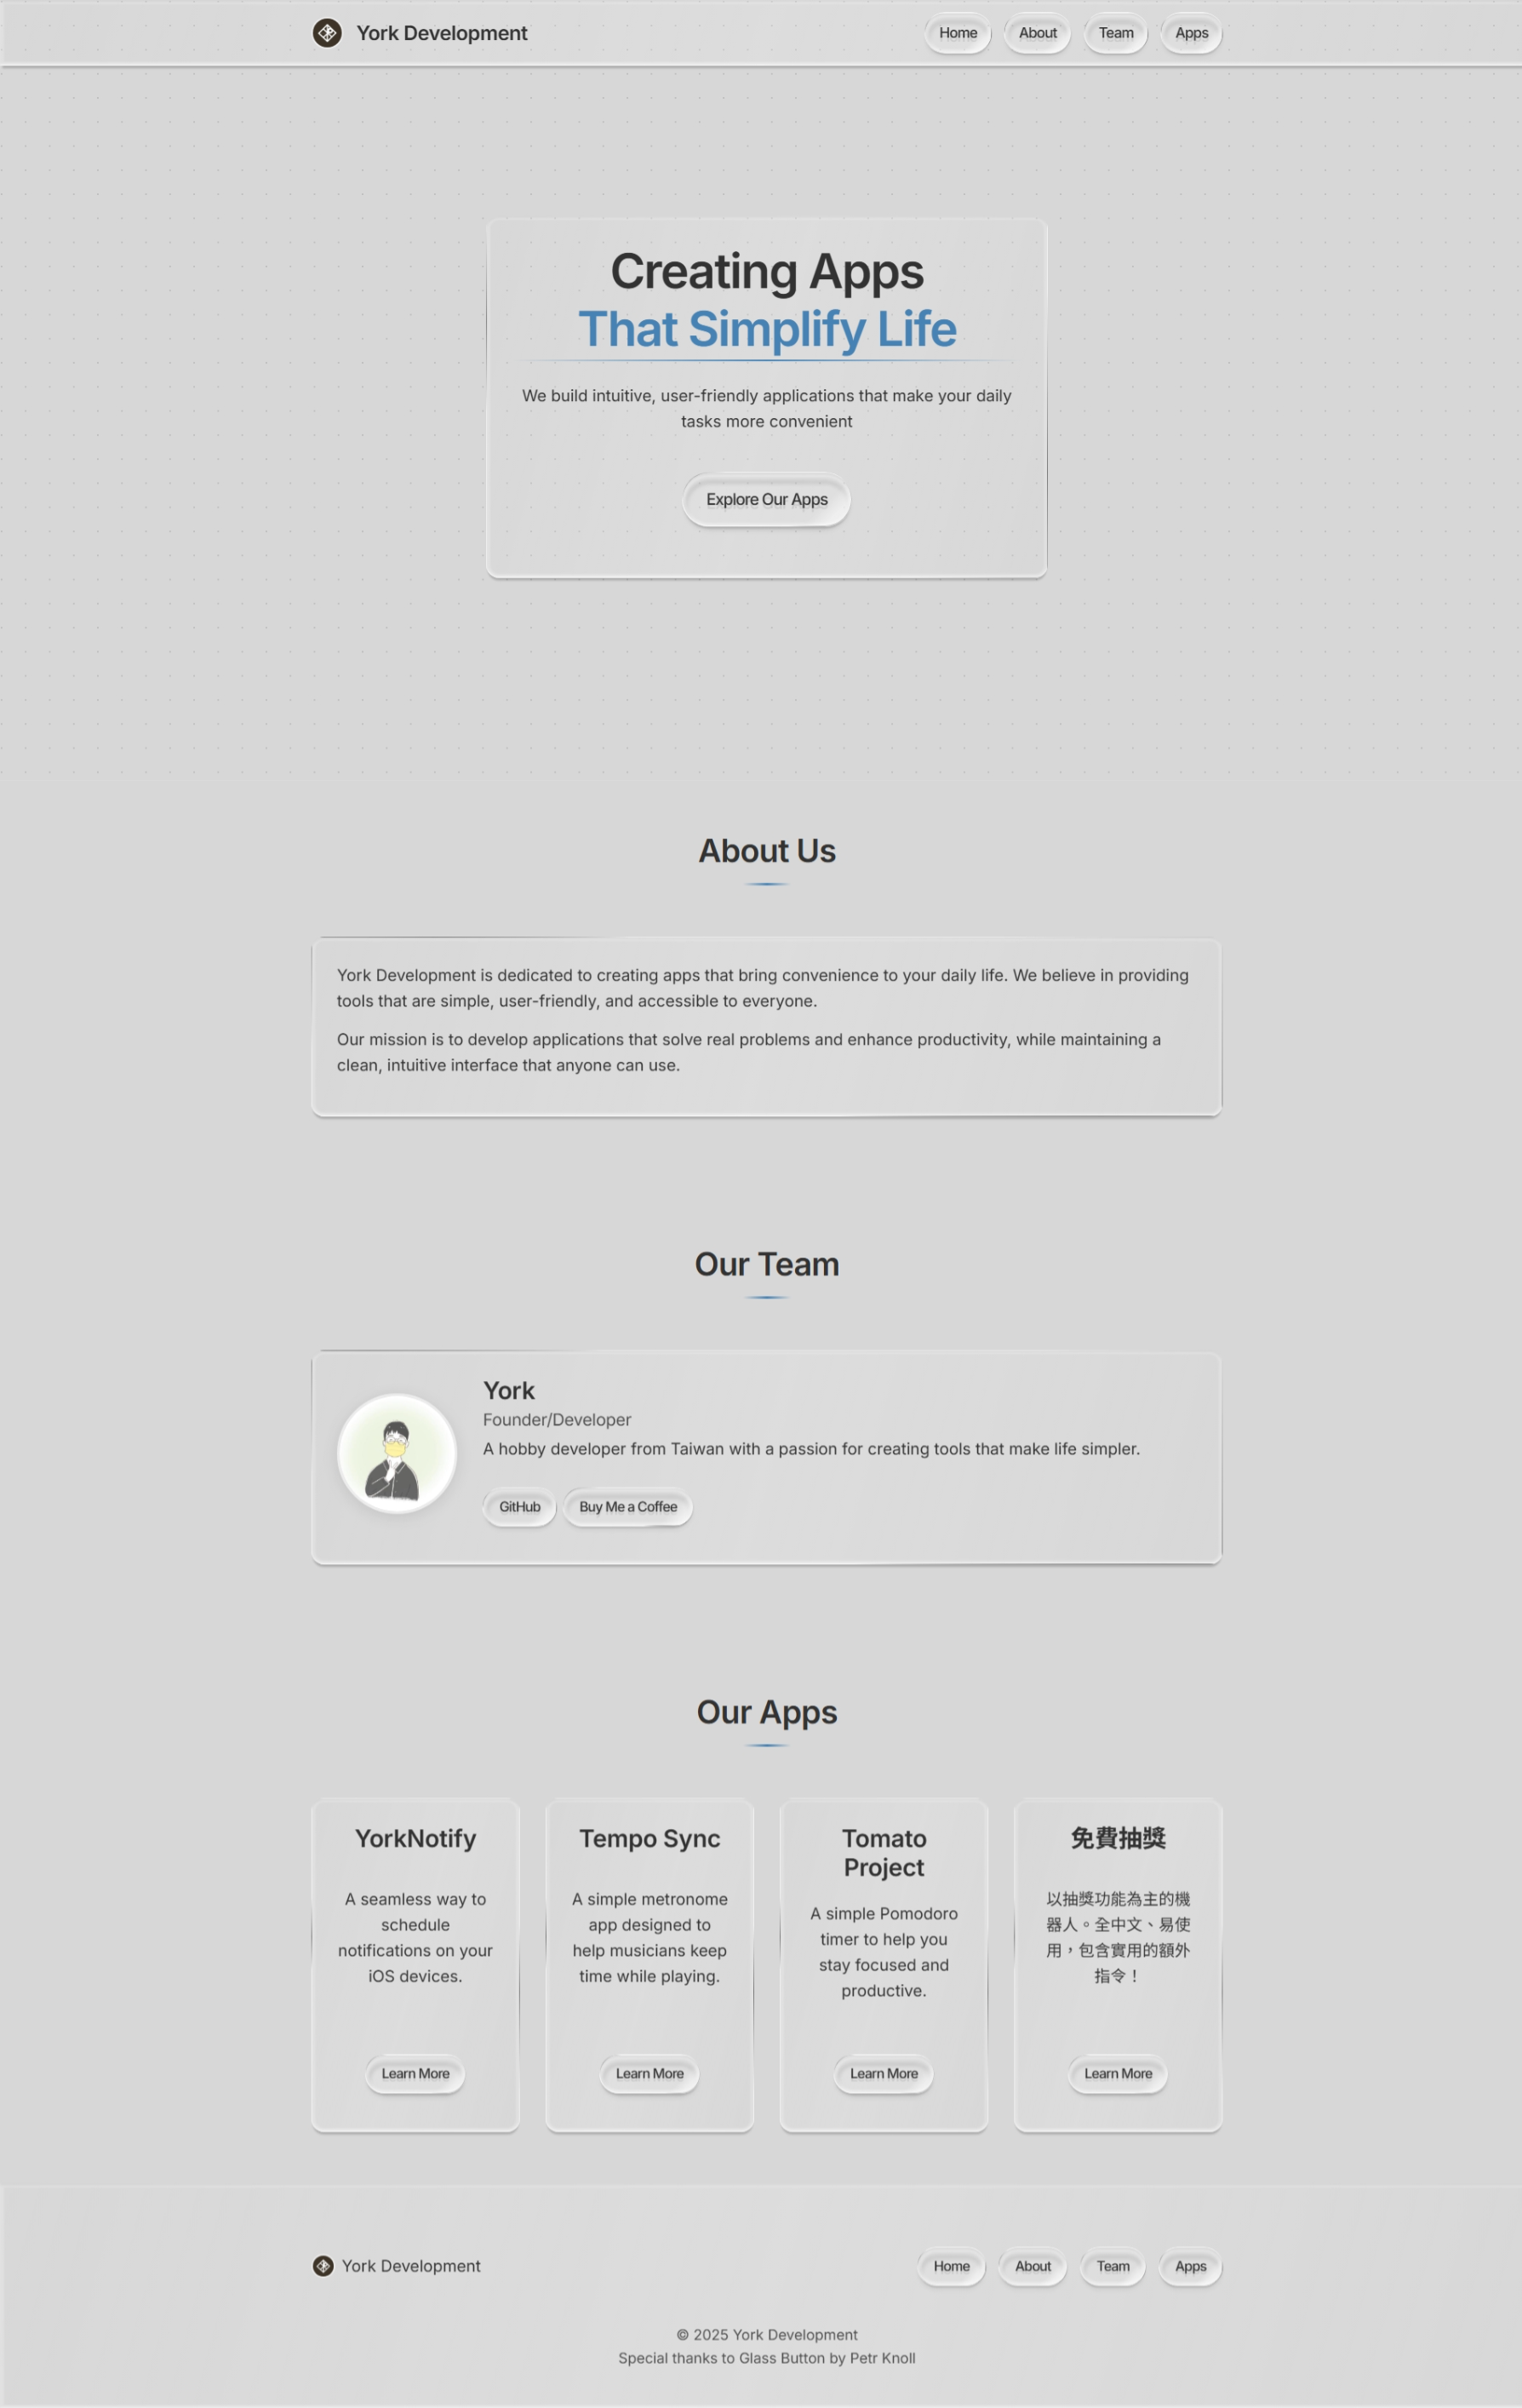 York Development
Home
About
Team
Apps
Creating Apps
That Simplify Life
We build intuitive, user-friendly applications that make your daily
tasks more convenient
Explore Our Apps
About Us
York Development is dedicated to creating apps that bring convenience to your daily life. We believe in providing
tools that are simple, user-friendly, and accessible to everyone.
Our mission is to develop applications that solve real problems and enhance productivity, while maintaining a
clean, intuitive interface that anyone can use.
Our Team
York
Founder/Developer
A hobby developer from Taiwan with a passion for creating tools that make life simpler.
GitHub
Buy Me a Coffee
Our Apps
YorkNotify
A seamless way to
schedule
notifications on your
iOS devices.
Learn More
Tempo Sync
A simple metronome
app designed to
help musicians keep
time while playing.
Learn More
Tomato
Project
A simple Pomodoro
timer to help you
stay focused and
productive.
Learn More
免費抽獎
以抽獎功能為主的機
器人。全中文、易使
用，包含實用的額外
指令！
Learn More
York Development
Home
About
Team
Apps
© 2025 York Development
Special thanks to Glass Button by Petr Knoll